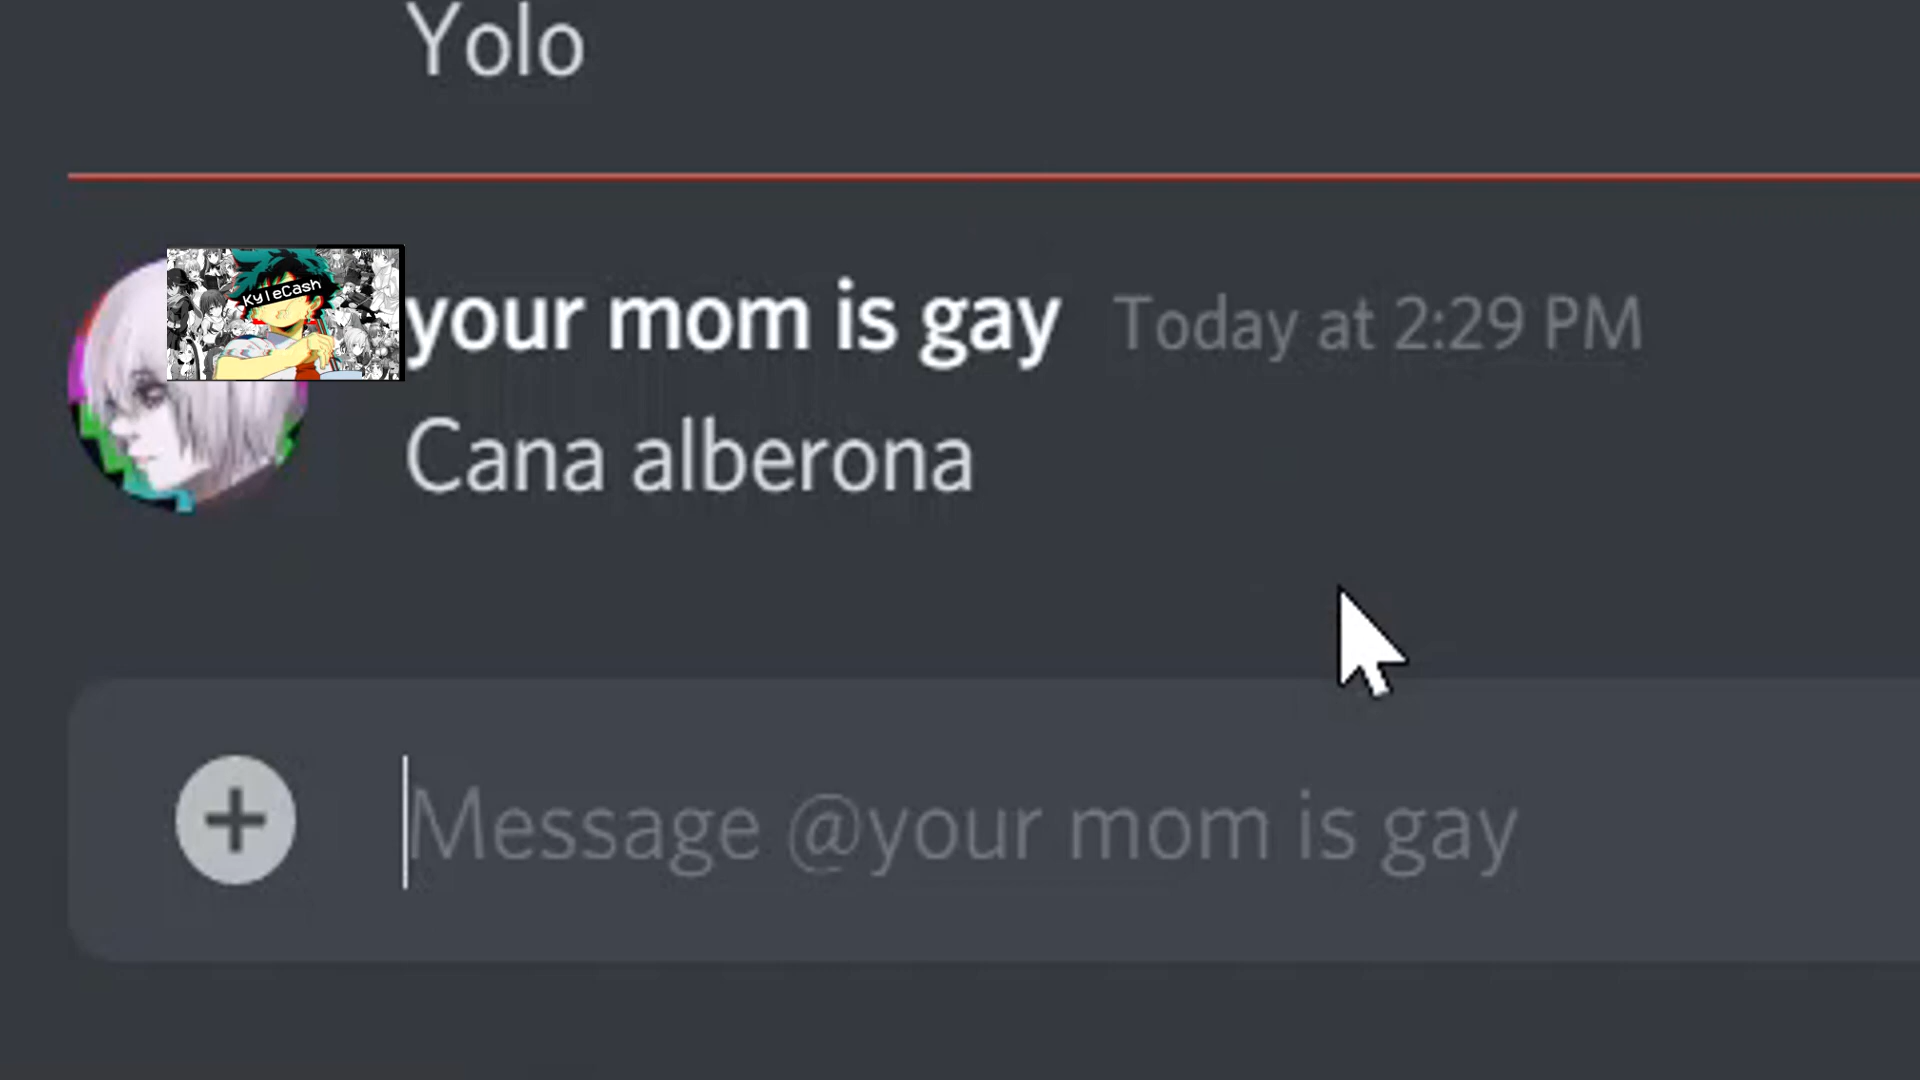 Yolo
KyleCash
your mom is gay Today at 2:29 PM
Cana alberona
Message @your mom is gay